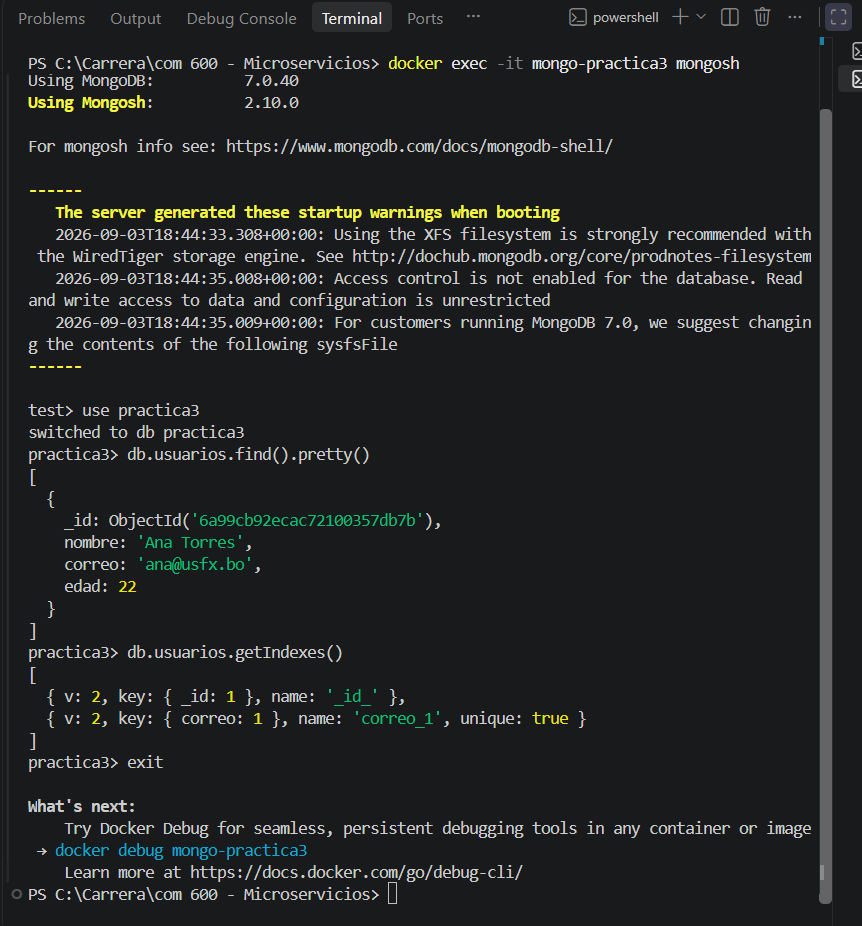 Problems Output Debug Console Terminal Ports ... powershell
PS C:\Carrera\com 600 - Microservicios> docker exec -it mongo-practica3 mongosh
Using MongoDB: 7.0.40
Using Mongosh: 2.10.0
For mongosh info see: https://www.mongodb.com/docs/mongodb-shell/
------
The server generated these startup warnings when booting
2026-09-03T18:44:33.308+00:00: Using the XFS filesystem is strongly recommended with
the WiredTiger storage engine. See http://dochub.mongodb.org/core/prodnotes-filesystem
2026-09-03T18:44:35.008+00:00: Access control is not enabled for the database. Read
and write access to data and configuration is unrestricted
2026-09-03T18:44:35.009+00:00: For customers running MongoDB 7.0, we suggest changin
g the contents of the following sysfsFile
------
test> use practica3
switched to db practica3
practica3> db.usuarios.find().pretty()
[
{
_id: ObjectId('6a99cb92ecac72100357db7b'),
nombre: 'Ana Torres',
correo: 'ana@usfx.bo',
edad: 22
}
]
practica3> db.usuarios.getIndexes()
[
{ v: 2, key: { _id: 1 }, name: '_id_' },
{ v: 2, key: { correo: 1 }, name: 'correo_1', unique: true }
]
practica3> exit
What's next:
Try Docker Debug for seamless, persistent debugging tools in any container or image
→ docker debug mongo-practica3
Learn more at https://docs.docker.com/go/debug-cli/
PS C:\Carrera\com 600 - Microservicios>